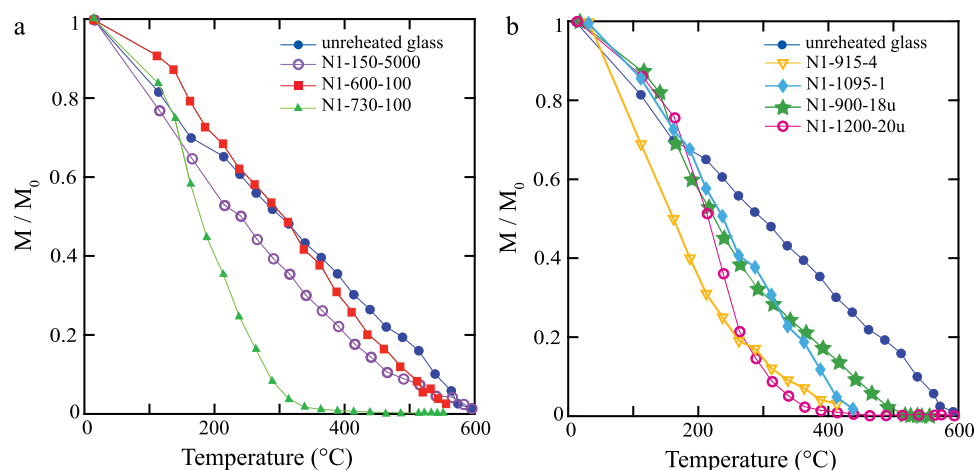 a
unreheated glass
N1-150-5000
N1-600-100
N1-730-100
1
0.8
0.6
0.4
0.2
0
M / M0
0
200
400
600
Temperature (°C)
b
unreheated glass
N1-915-4
N1-1095-1
N1-900-18u
N1-1200-20u
1
0.8
0.6
0.4
0.2
0
M / M0
0
200
400
600
Temperature (°C)